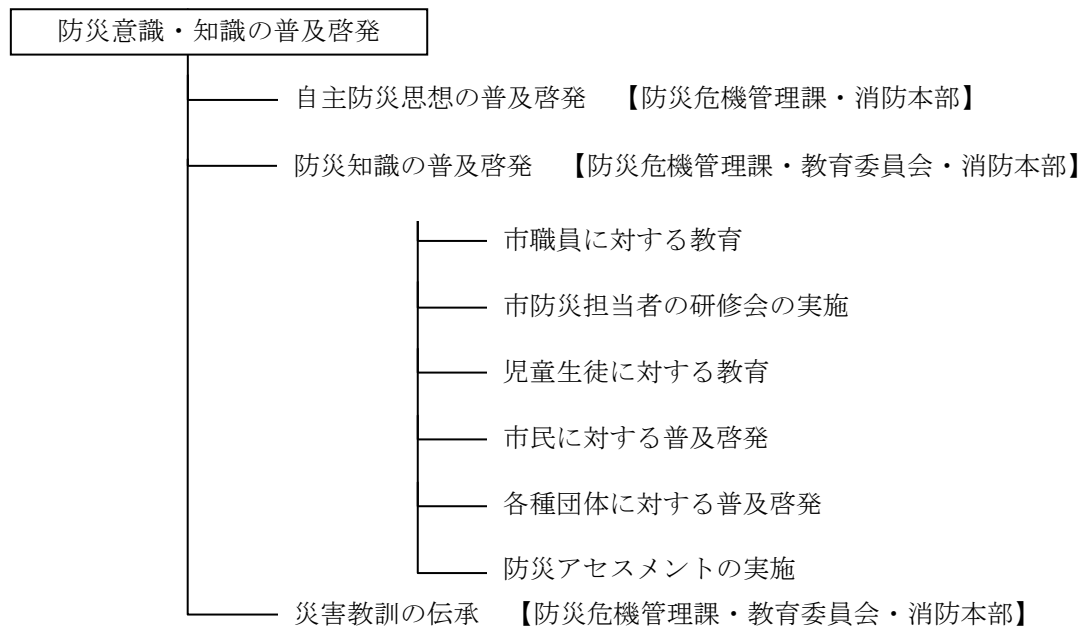 防災意識・知識の普及啓発
自主防災思想の普及啓発　【防災危機管理課・消防本部】
防災知識の普及啓発　【防災危機管理課・教育委員会・消防本部】
市職員に対する教育
市防災担当者の研修会の実施
児童生徒に対する教育
市民に対する普及啓発
各種団体に対する普及啓発
防災アセスメントの実施
災害教訓の伝承　【防災危機管理課・教育委員会・消防本部】